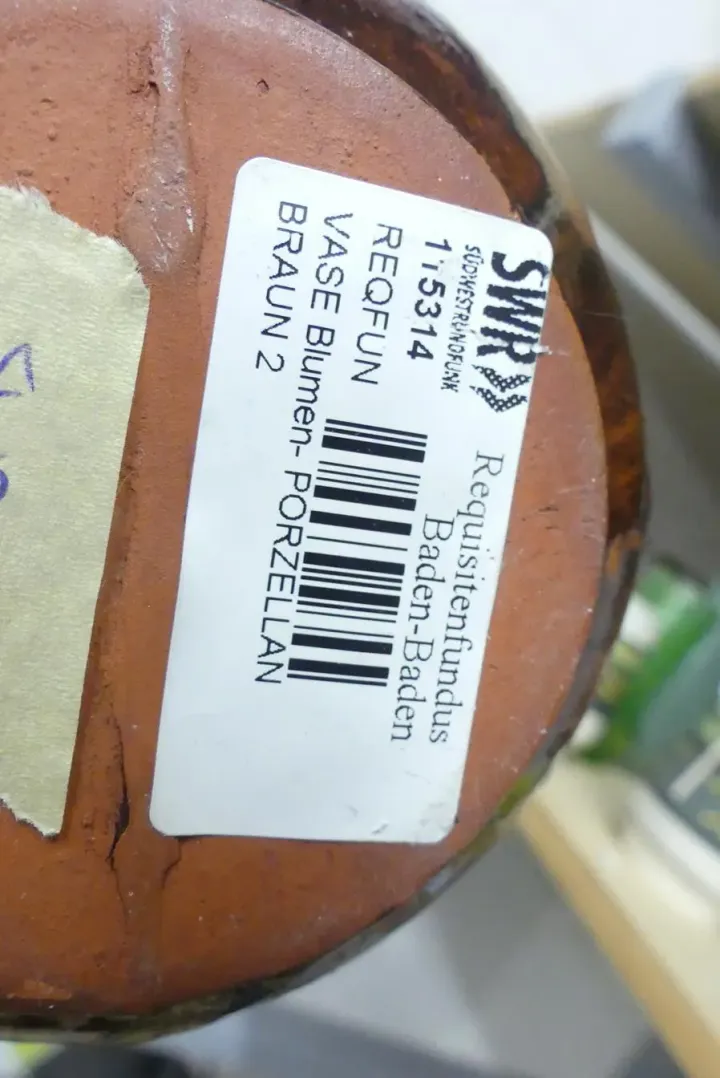 SWR
SÜDWESTRUNDFUNK
Requisitenfundus
Baden-Baden
115314
REQFUN
VASE Blumen- PORZELLAN
BRAUN 2